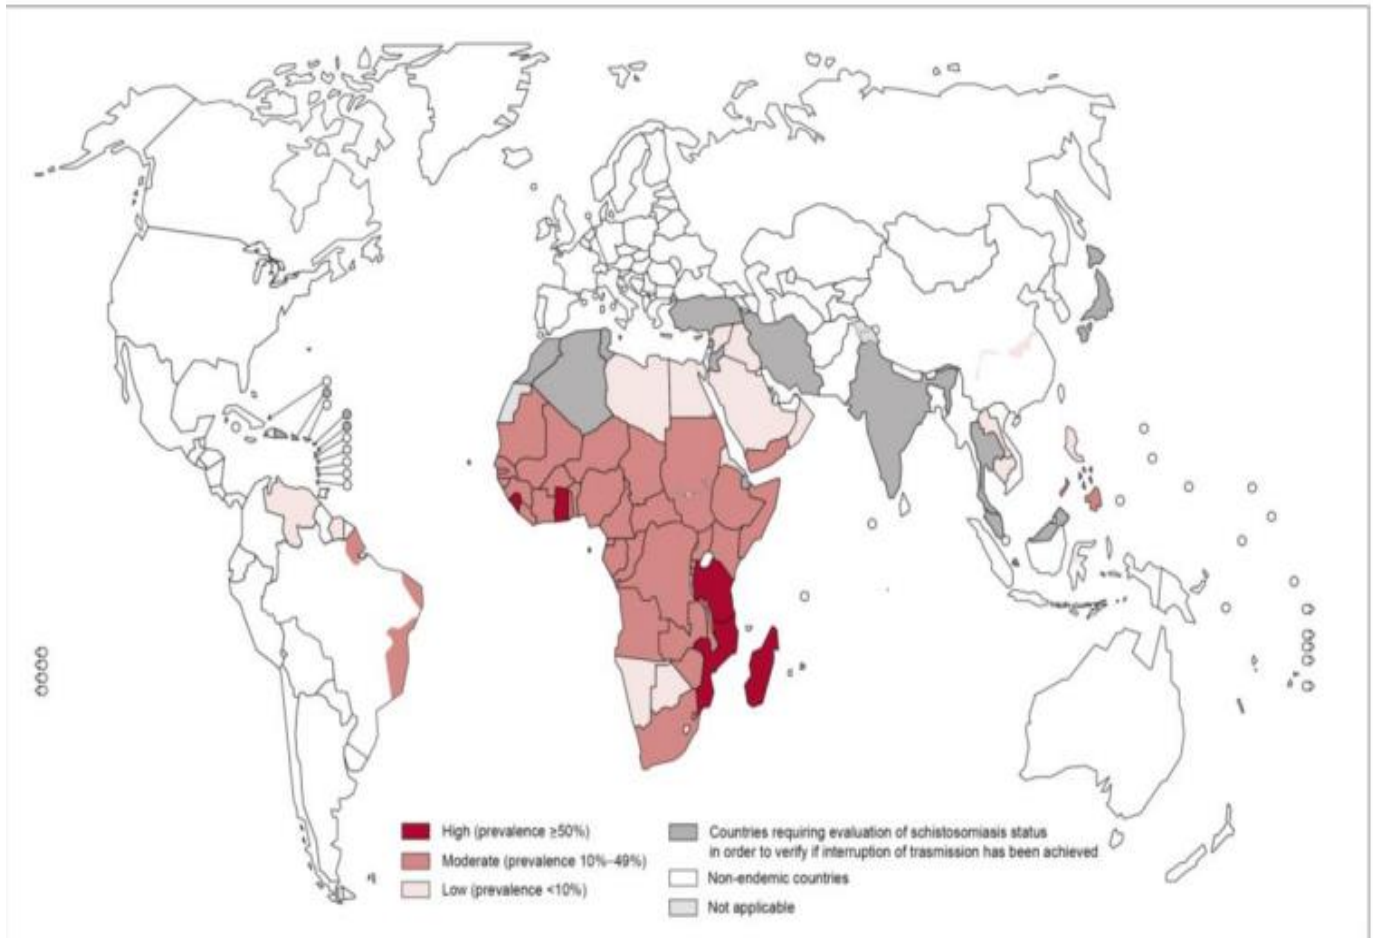 High (prevalence ≥50%)
Moderate (prevalence 10%–49%)
Low (prevalence <10%)
Countries requiring evaluation of schistosomiasis status
in order to verify if interruption of trasmission has been achieved
Non-endemic countries
Not applicable